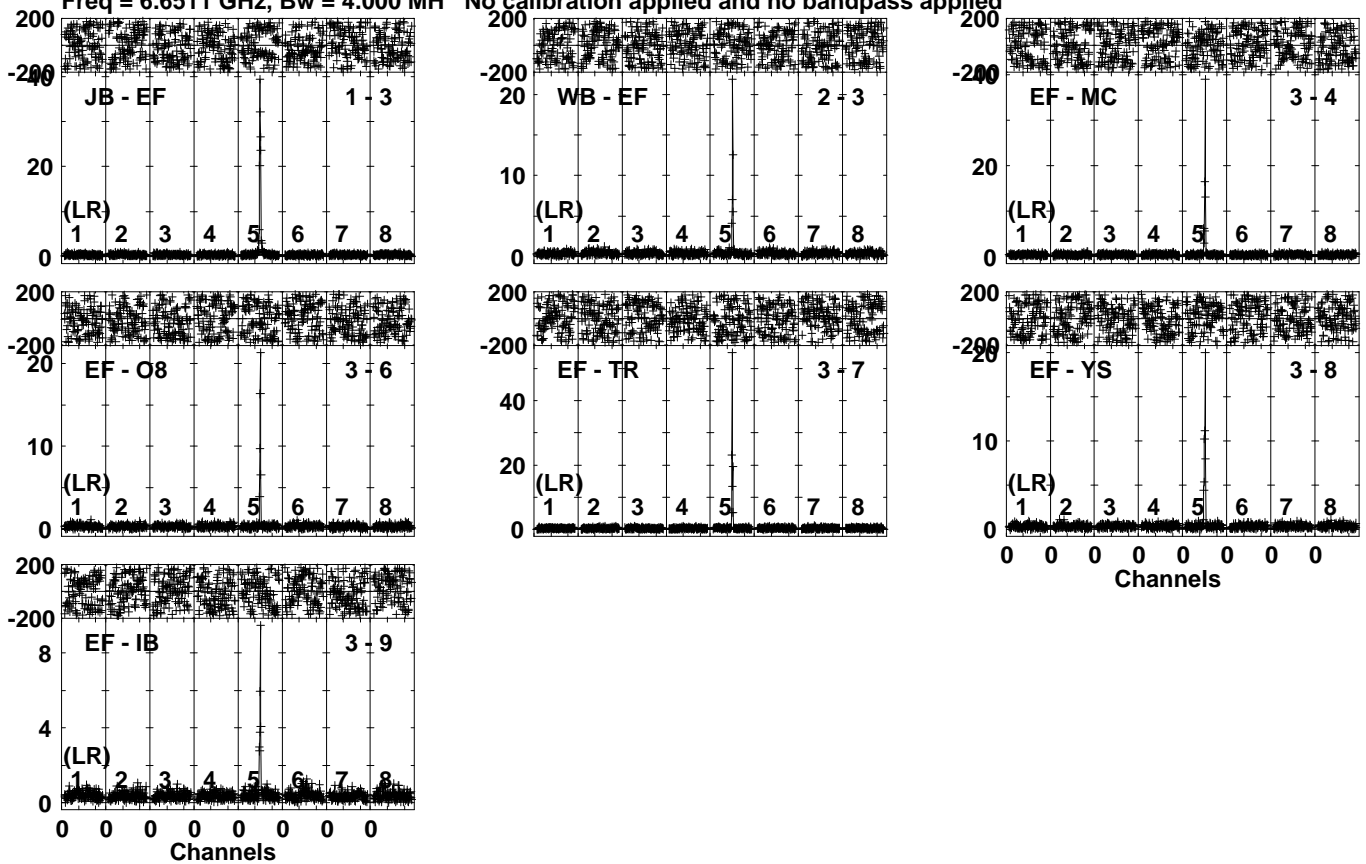 Freq = 6.6511 GHz, Bw = 4.000 MH No calibration applied and no bandpass applied
200
-200
40
JB - EF 1 - 3
20
(LR)
1 2 3 4 5 6 7 8
0
200
-200
20
WB - EF 2 - 3
10
(LR)
1 2 3 4 5 6 7 8
0
200
-200
40
EF - MC 3 - 4
20
(LR)
1 2 3 4 5 6 7 8
0
200
-200
20
EF - O8 3 - 6
10
(LR)
1 2 3 4 5 6 7 8
0
200
-200
EF - TR 3 - 7
40
20
(LR)
1 2 3 4 5 6 7 8
0
200
-200
20
EF - YS 3 - 8
10
(LR)
1 2 3 4 5 6 7 8
0
0 0 0 0 0 0 0 0
Channels
200
-200
EF - IB 3 - 9
8
4
(LR)
1 2 3 4 5 6 7 8
0
0 0 0 0 0 0 0 0
Channels